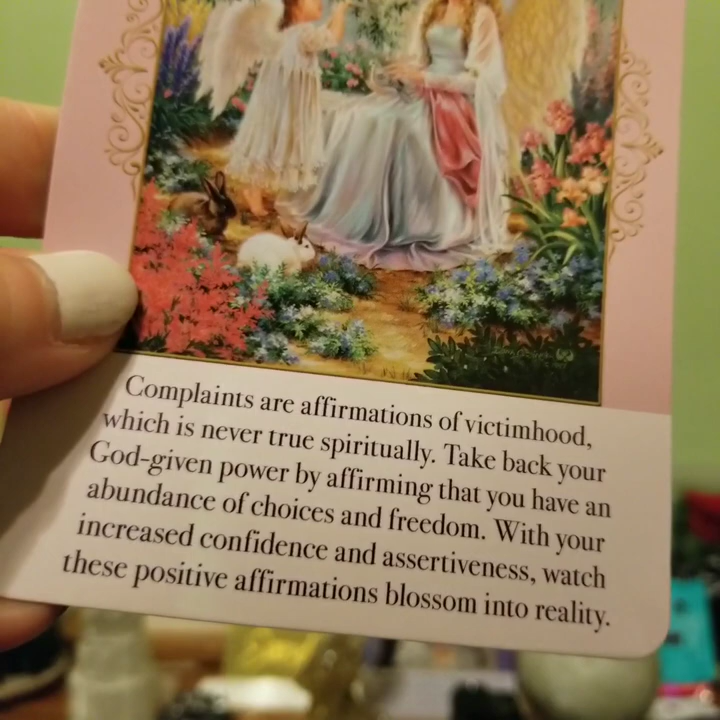 Complaints are affirmations of victimhood,
which is never true spiritually. Take back your
God-given power by affirming that you have an
abundance of choices and freedom. With your
increased confidence and assertiveness, watch
these positive affirmations blossom into reality.